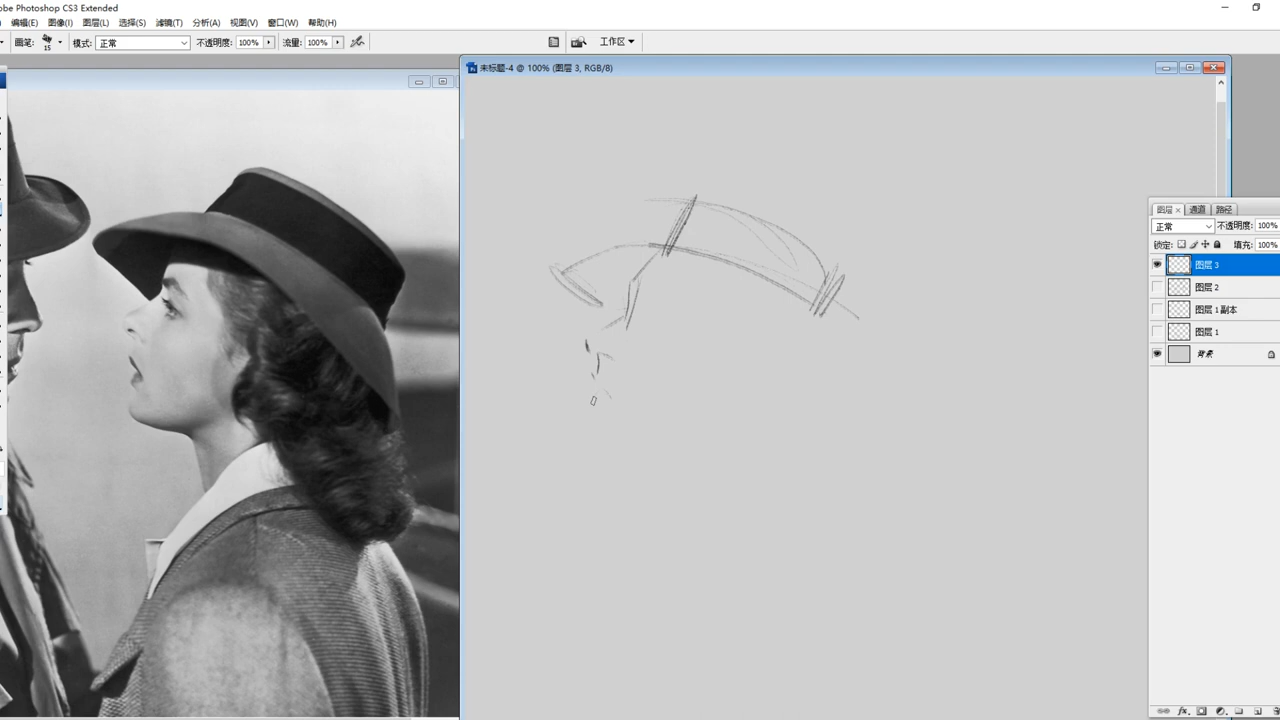 obe Photoshop CS3 Extended
编辑(E) 图像(I) 图层(L) 选择(S) 滤镜(T) 分析(A) 视图(V) 窗口(W) 帮助(H)
画笔: 15 模式: 正常 不透明度: 100% 流量: 100% 工作区
未标题-4 @ 100% (图层 3, RGB/8)
图层 × 通道 路径
正常 不透明度: 100%
锁定: 填充: 100%
图层 3
图层 2
图层 1 副本
图层 1
背景
fx